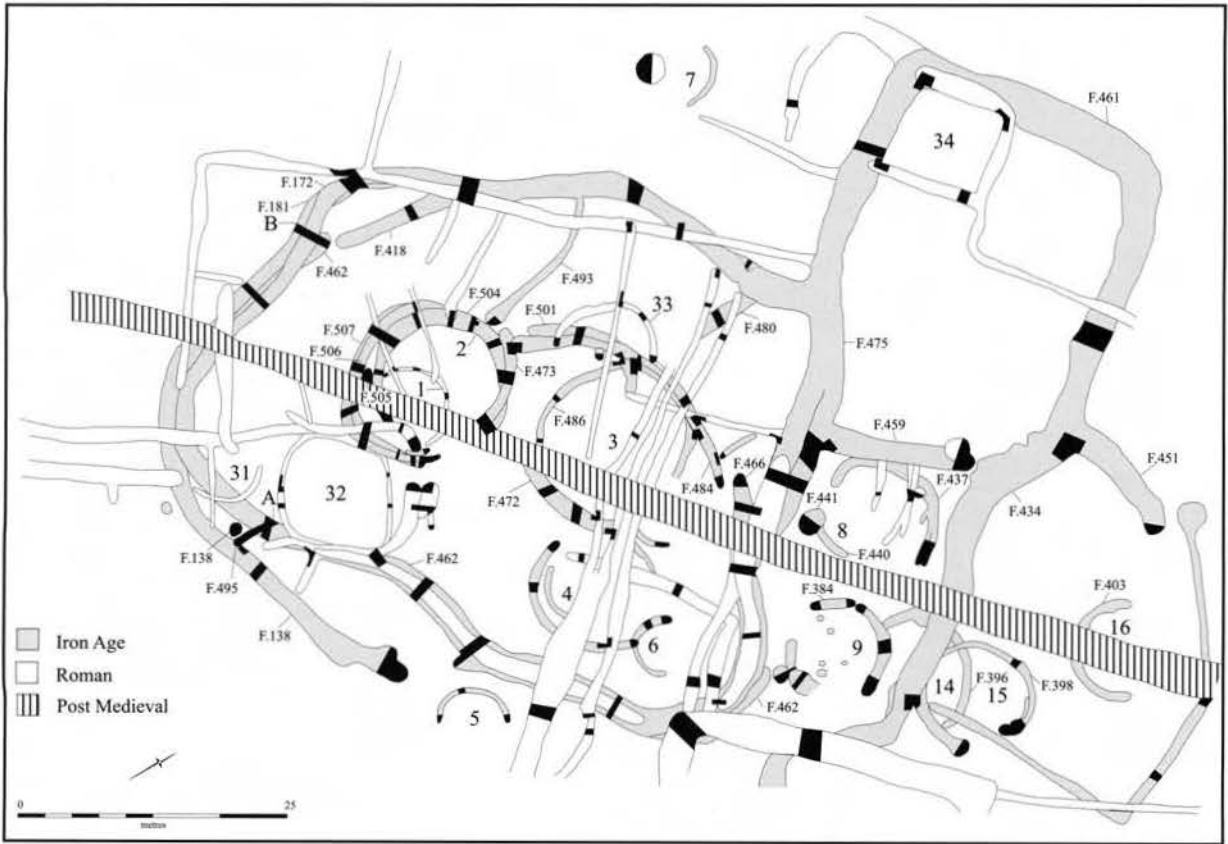 7
F.461
34
F.172
F.181
B
F.418
F.462
F.493
F.504
F.501
33
F.480
F.507
2
F.473
F.475
F.506
1
F.505
F.486
3
F.459
F.451
F.466
F.437
31
32
A
F.472
F.484
F.441
F.434
8
F.440
F.138
F.495
F.462
F.384
F.403
4
16
F.138
6
9
Iron Age
14
F.396
15
F.398
Roman
F.462
Post Medieval
5
0
25
metres